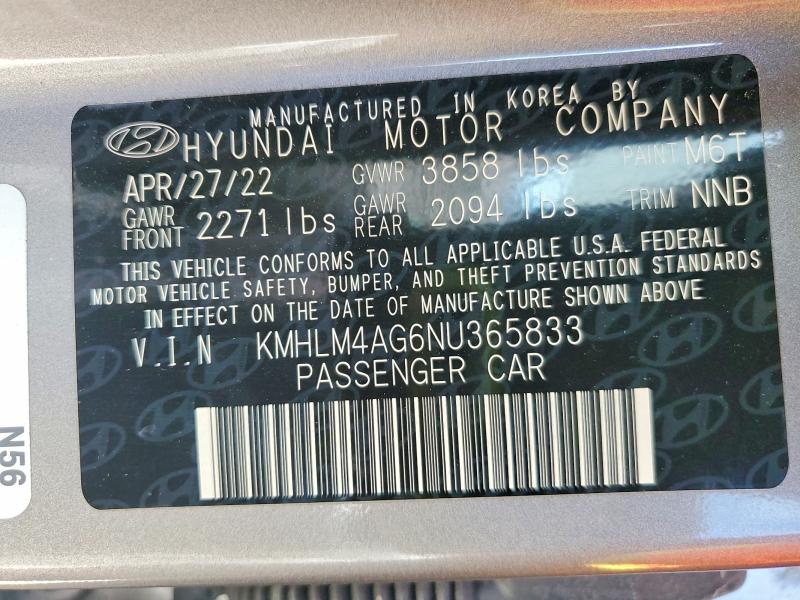 MANUFACTURED IN KOREA BY
HYUNDAI MOTOR COMPANY
APR/27/22 GVWR 3858 lbs PAINT M6T
GAWR FRONT 2271 lbs GAWR REAR 2094 lbs TRIM NNB
THIS VEHICLE CONFORMS TO ALL APPLICABLE U.S.A. FEDERAL
MOTOR VEHICLE SAFETY, BUMPER, AND THEFT PREVENTION STANDARDS
IN EFFECT ON THE DATE OF MANUFACTURE SHOWN ABOVE
V.I.N KMHLM4AG6NU365833
PASSENGER CAR
N56